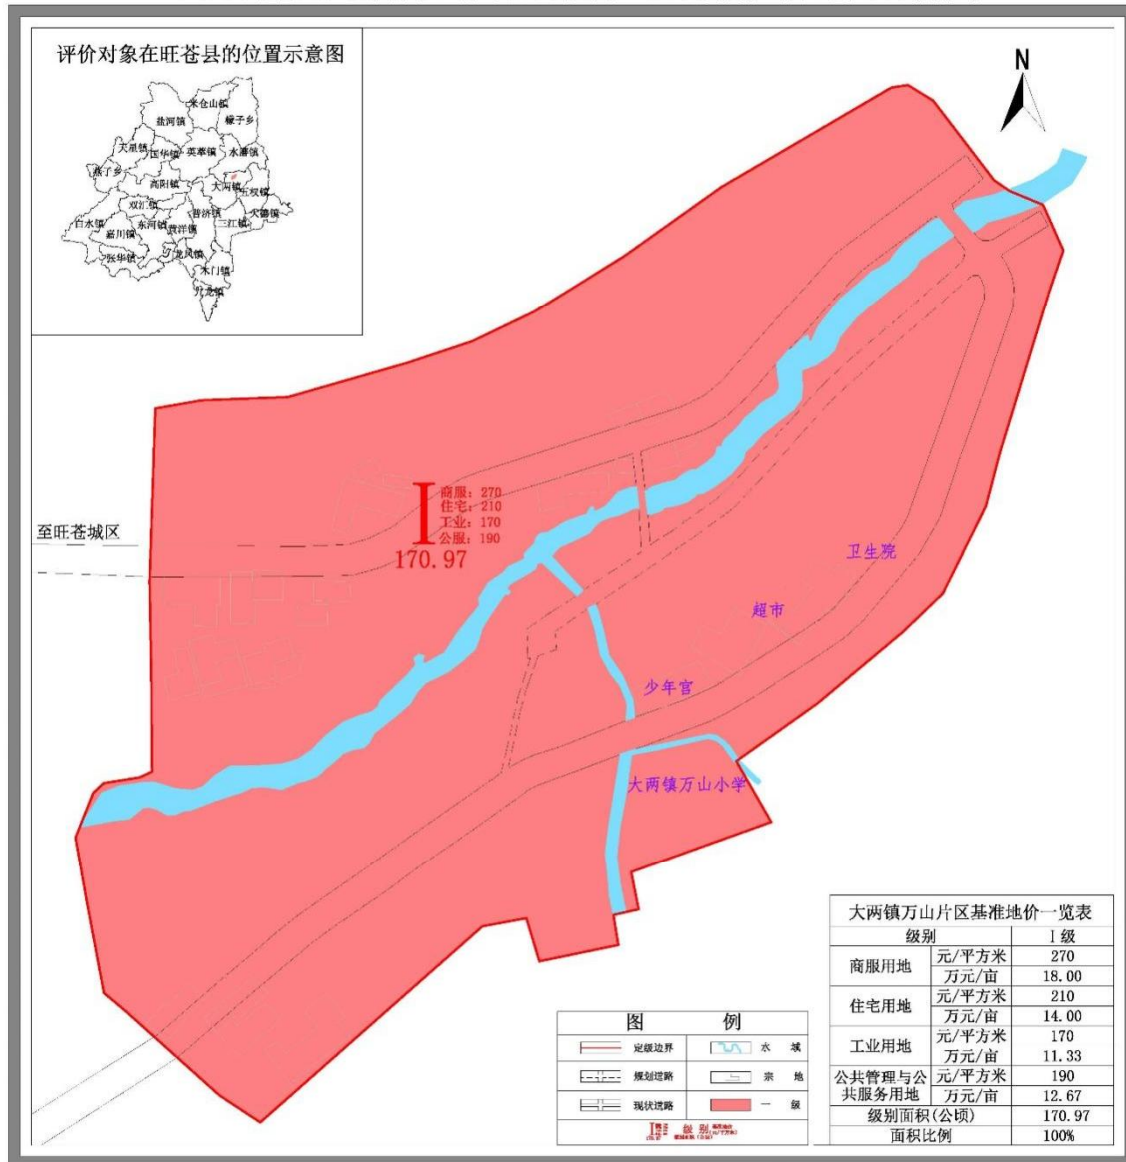 评价对象在旺苍县的位置示意图
米仓山镇
盐河镇
檬子乡
天星镇
国华镇
英萃镇
水磨镇
燕子乡
高阳镇
大两镇
五权镇
双汇镇
普济镇
大德镇
白水镇
嘉川镇
东河镇
黄洋镇
三江镇
张华镇
龙凤镇
木门镇
九龙镇
N
至旺苍城区
I
商服：270
住宅：210
工业：170
公服：190
170.97
卫生院
超市
少年宫
大两镇万山小学
大两镇万山片区基准地价一览表
级别 I 级
商服用地 元/平方米 270
万元/亩 18.00
住宅用地 元/平方米 210
万元/亩 14.00
工业用地 元/平方米 170
万元/亩 11.33
公共管理与公共服务用地 元/平方米 190
万元/亩 12.67
级别面积(公顷) 170.97
面积比例 100%
图 例
定级边界 水 域
规划道路 宗 地
现状道路 一 级
级 别